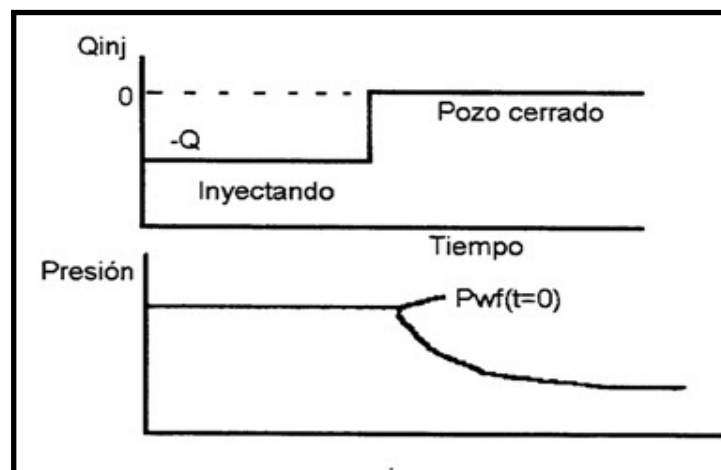 Qinj
0
Pozo cerrado
-Q
Inyectando
Tiempo
Presión
Pwf(t=0)